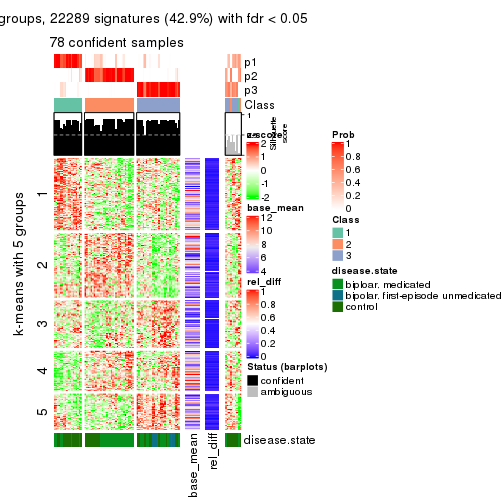 groups, 22289 signatures (42.9%) with fdr < 0.05
78 confident samples
p1
p2
p3
Class
1
Silhouette
score
z-score
2
1
0
-1
-2
base_mean
12
10
8
6
4
rel_diff
1
0.8
0.6
0.4
0.2
0
Status (barplots)
confident
ambiguous
Prob
1
0.8
0.6
0.4
0.2
0
Class
1
2
3
disease.state
bipoloar. medicated
bipolar. first-episode unmedicated
control
k-means with 5 groups
1
2
3
4
5
disease.state
base_mean
rel_diff